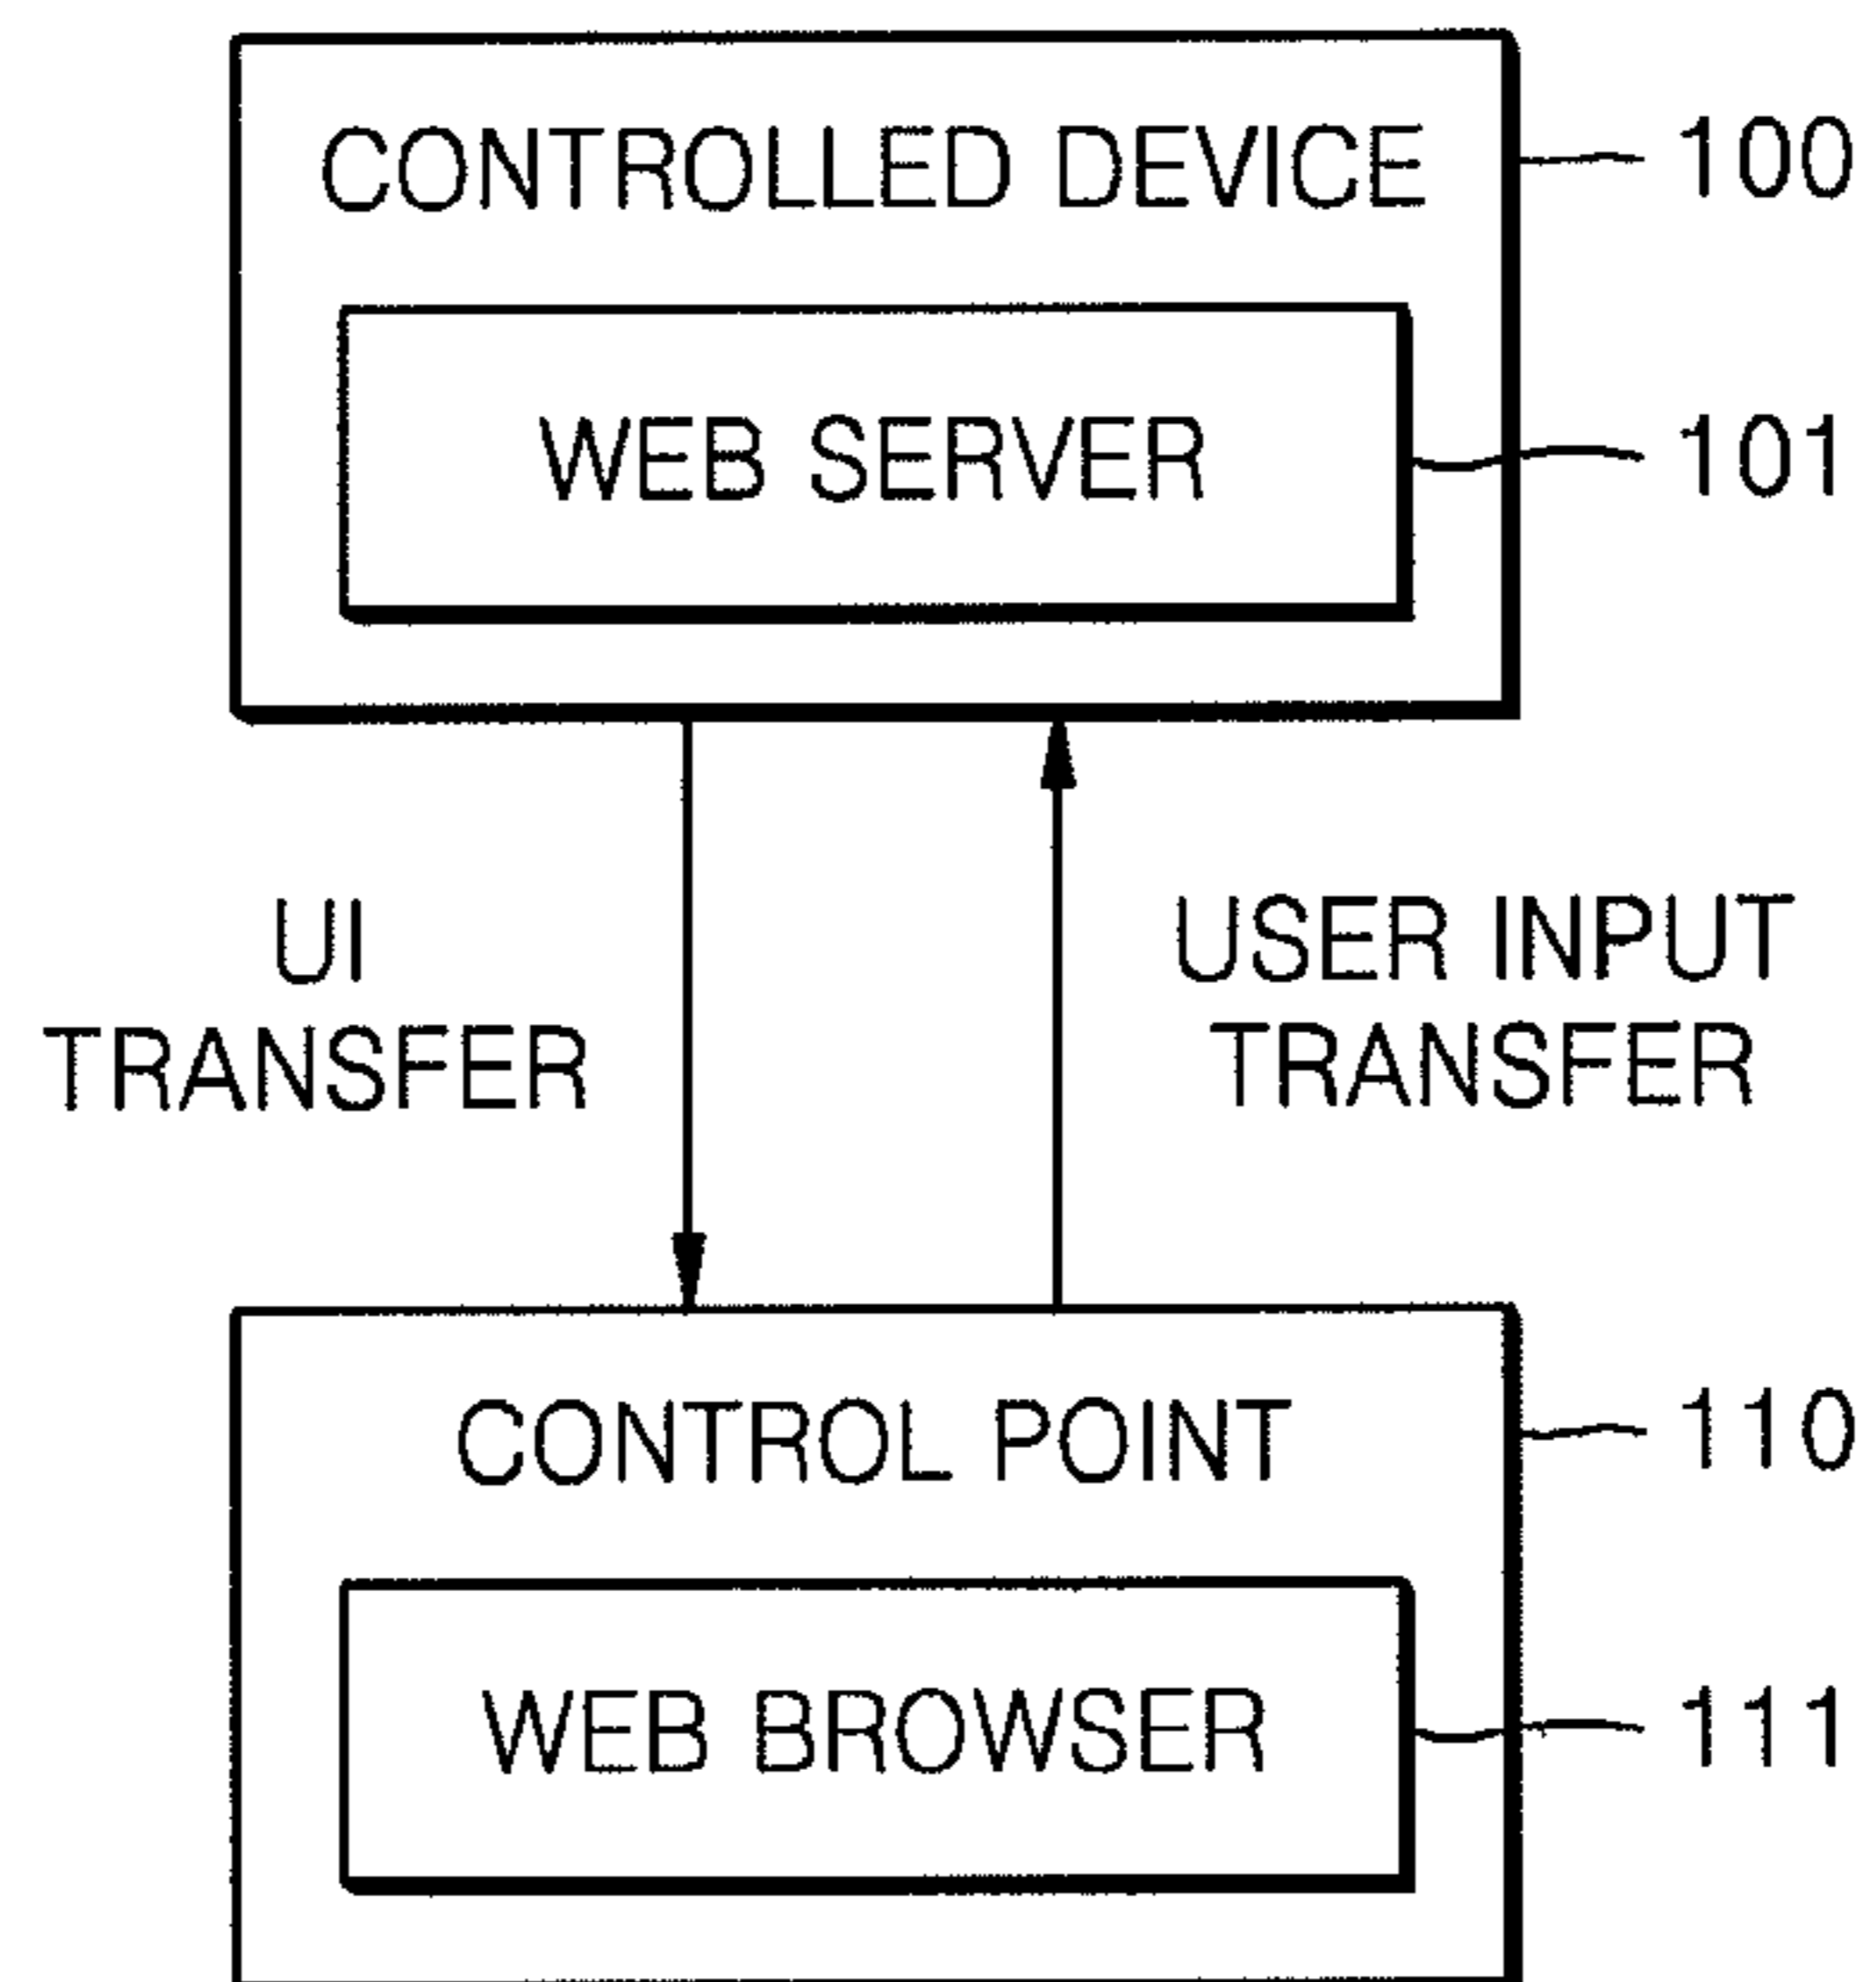 CONTROLLED DEVICE 100
WEB SERVER 101
UI
TRANSFER
USER INPUT
TRANSFER
CONTROL POINT 110
WEB BROWSER 111